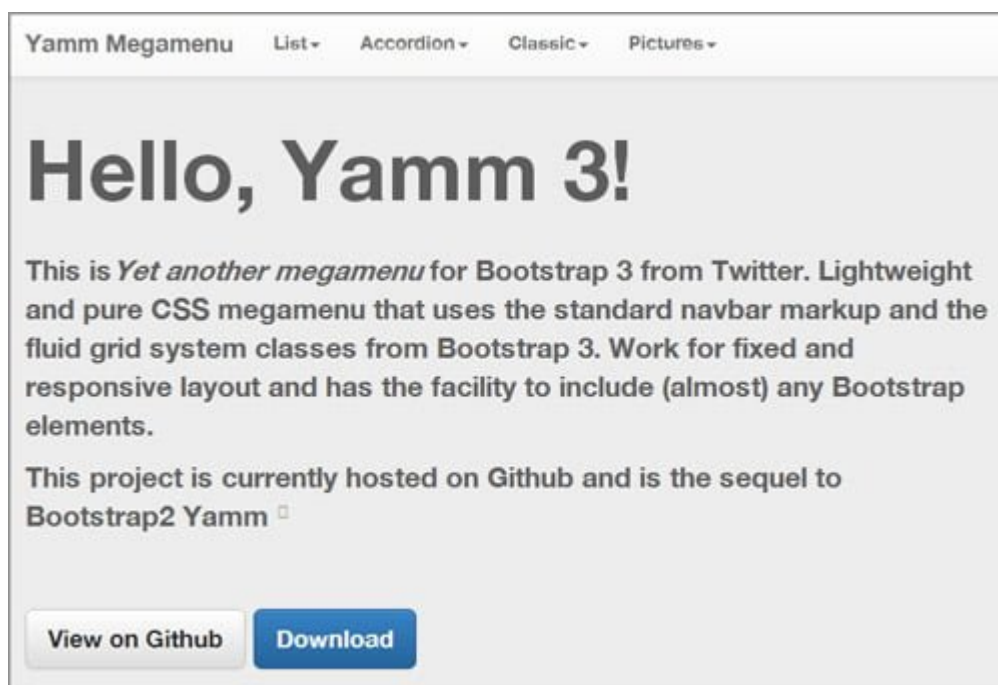 Yamm Megamenu List Accordion Classic Pictures
Hello, Yamm 3!
This is Yet another megamenu for Bootstrap 3 from Twitter. Lightweight
and pure CSS megamenu that uses the standard navbar markup and the
fluid grid system classes from Bootstrap 3. Work for fixed and
responsive layout and has the facility to include (almost) any Bootstrap
elements.
This project is currently hosted on Github and is the sequel to
Bootstrap2 Yamm
View on Github Download